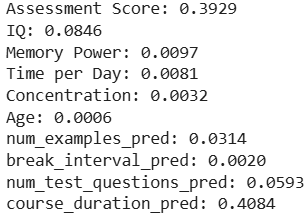 Assessment Score: 0.3929
IQ: 0.0846
Memory Power: 0.0097
Time per Day: 0.0081
Concentration: 0.0032
Age: 0.0006
num_examples_pred: 0.0314
break_interval_pred: 0.0020
num_test_questions_pred: 0.0593
course_duration_pred: 0.4084